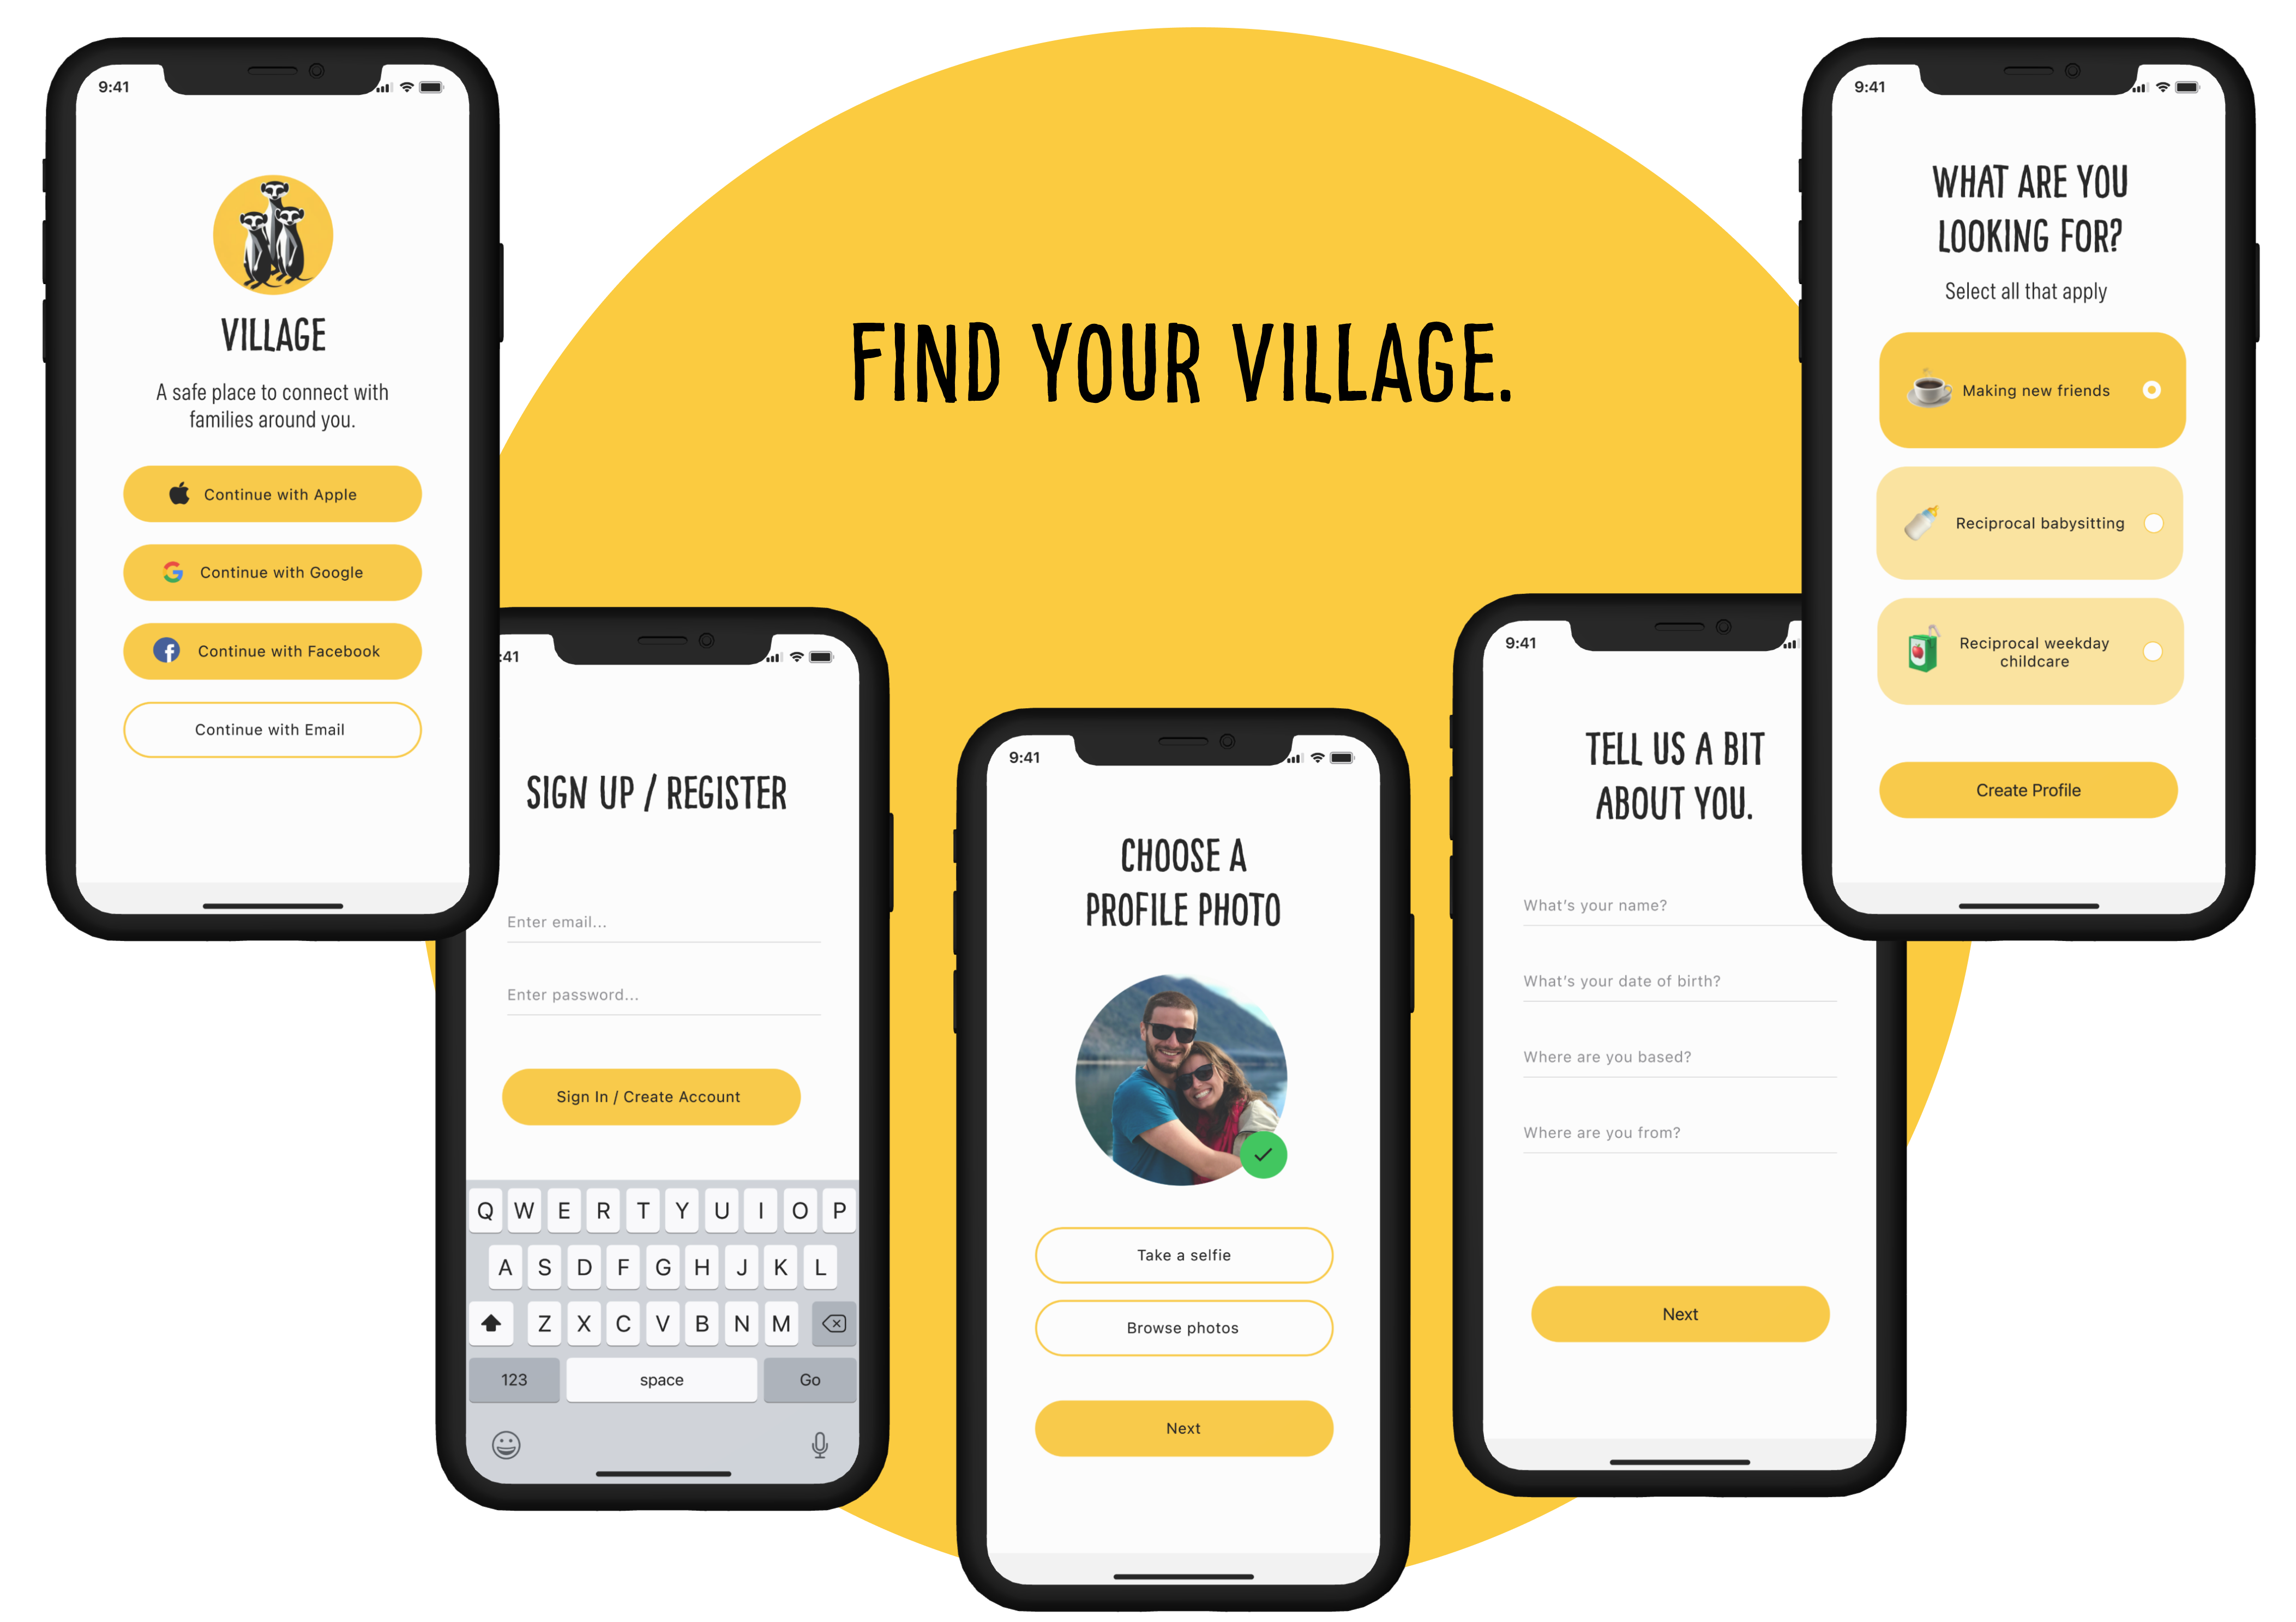 FIND YOUR VILLAGE.
9:41
VILLAGE
A safe place to connect with
families around you.
Continue with Apple
Continue with Google
Continue with Facebook
Continue with Email
:41
SIGN UP / REGISTER
Enter email...
Enter password...
Sign In / Create Account
Q W E R T Y U I O P
A S D F G H J K L
Z X C V B N M
123 space Go
9:41
CHOOSE A
PROFILE PHOTO
Take a selfie
Browse photos
Next
9:41
TELL US A BIT
ABOUT YOU.
What's your name?
What's your date of birth?
Where are you based?
Where are you from?
Next
9:41
WHAT ARE YOU
LOOKING FOR?
Select all that apply
Making new friends
Reciprocal babysitting
Reciprocal weekday
childcare
Create Profile